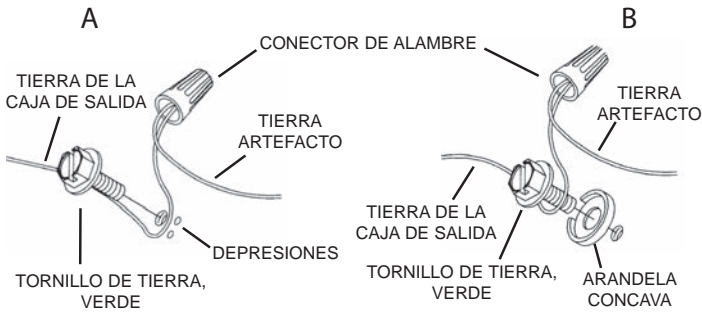 A
B
CONECTOR DE ALAMBRE
TIERRA DE LA
CAJA DE SALIDA
TIERRA
ARTEFACTO
DEPRESIONES
TORNILLO DE TIERRA,
VERDE
TIERRA
ARTEFACTO
TIERRA DE LA
CAJA DE SALIDA
TORNILLO DE TIERRA,
VERDE
ARANDELA
CONCAVA